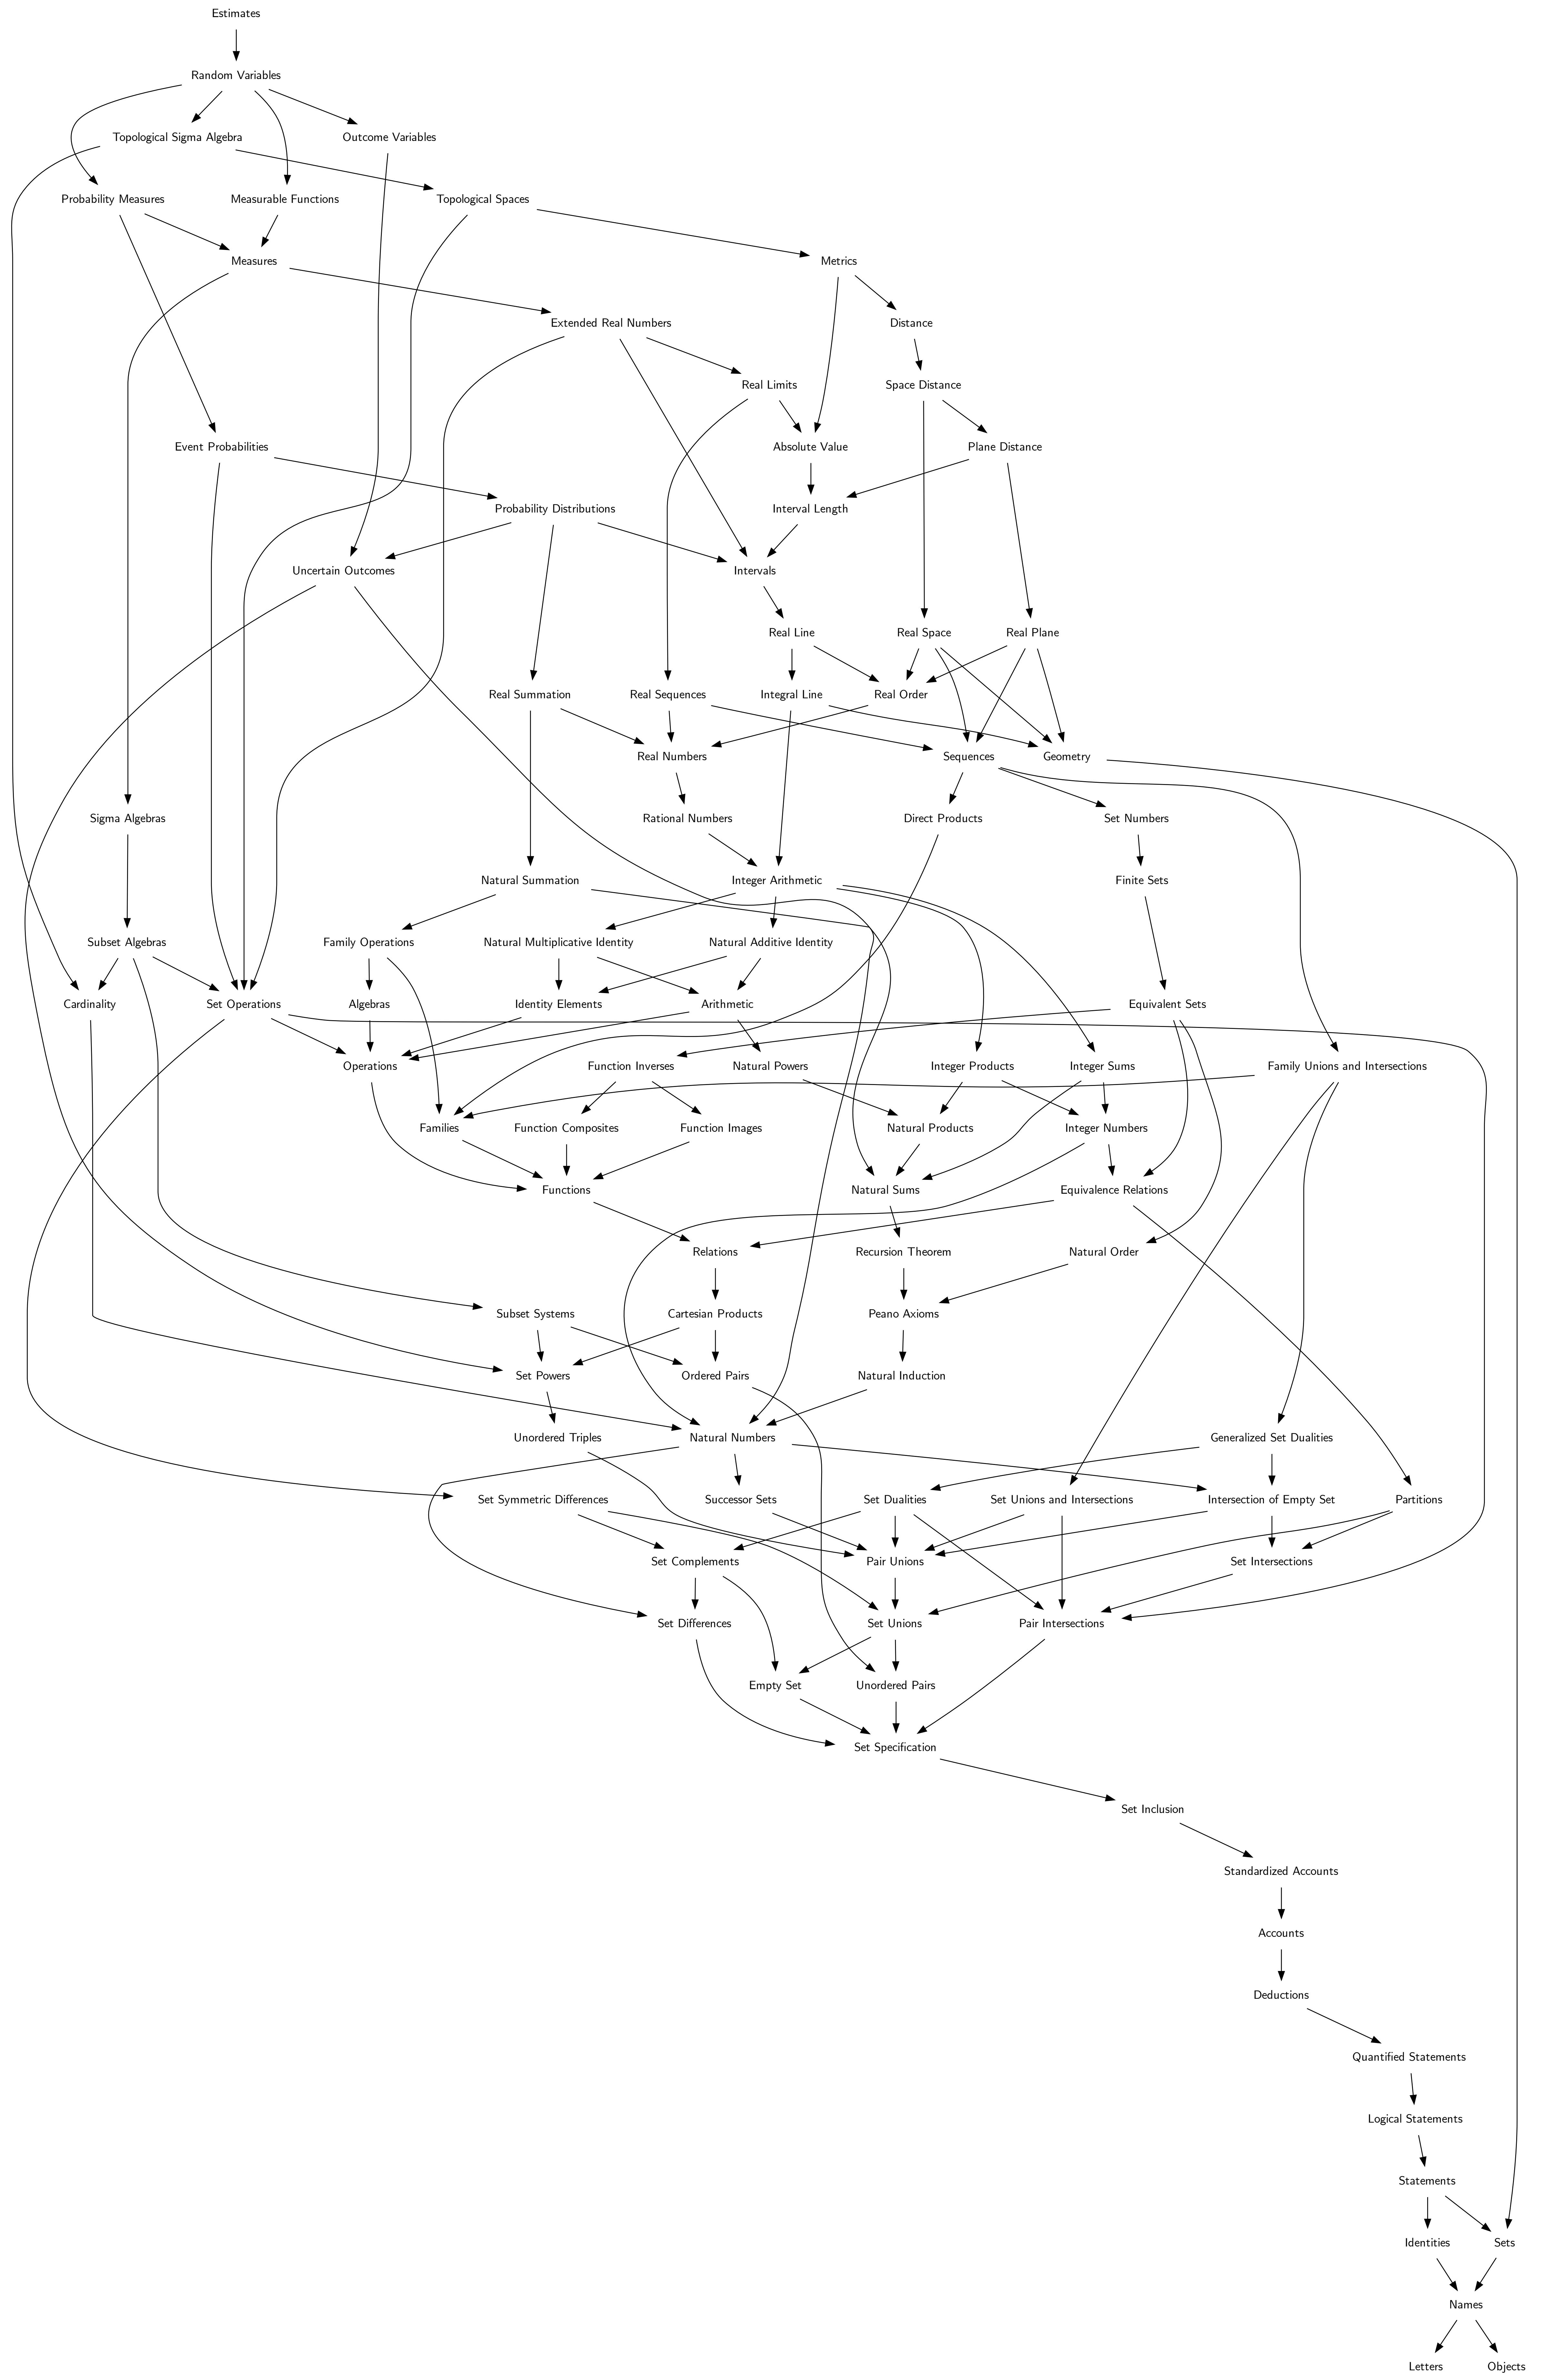 Estimates
Random Variables
Topological Sigma Algebra
Outcome Variables
Probability Measures
Measurable Functions
Topological Spaces
Measures
Metrics
Extended Real Numbers
Distance
Real Limits
Space Distance
Event Probabilities
Absolute Value
Plane Distance
Probability Distributions
Interval Length
Uncertain Outcomes
Intervals
Real Line
Real Space
Real Plane
Real Summation
Real Sequences
Integral Line
Real Order
Real Numbers
Sequences
Geometry
Sigma Algebras
Rational Numbers
Direct Products
Set Numbers
Natural Summation
Integer Arithmetic
Finite Sets
Subset Algebras
Family Operations
Natural Multiplicative Identity
Natural Additive Identity
Cardinality
Set Operations
Algebras
Identity Elements
Arithmetic
Equivalent Sets
Operations
Function Inverses
Natural Powers
Integer Products
Integer Sums
Family Unions and Intersections
Families
Function Composites
Function Images
Natural Products
Integer Numbers
Functions
Natural Sums
Equivalence Relations
Relations
Recursion Theorem
Natural Order
Subset Systems
Cartesian Products
Peano Axioms
Set Powers
Ordered Pairs
Natural Induction
Unordered Triples
Natural Numbers
Generalized Set Dualities
Set Symmetric Differences
Successor Sets
Set Dualities
Set Unions and Intersections
Intersection of Empty Set
Partitions
Set Complements
Pair Unions
Set Intersections
Set Differences
Set Unions
Pair Intersections
Empty Set
Unordered Pairs
Set Specification
Set Inclusion
Standardized Accounts
Accounts
Deductions
Quantified Statements
Logical Statements
Statements
Identities
Sets
Names
Letters
Objects